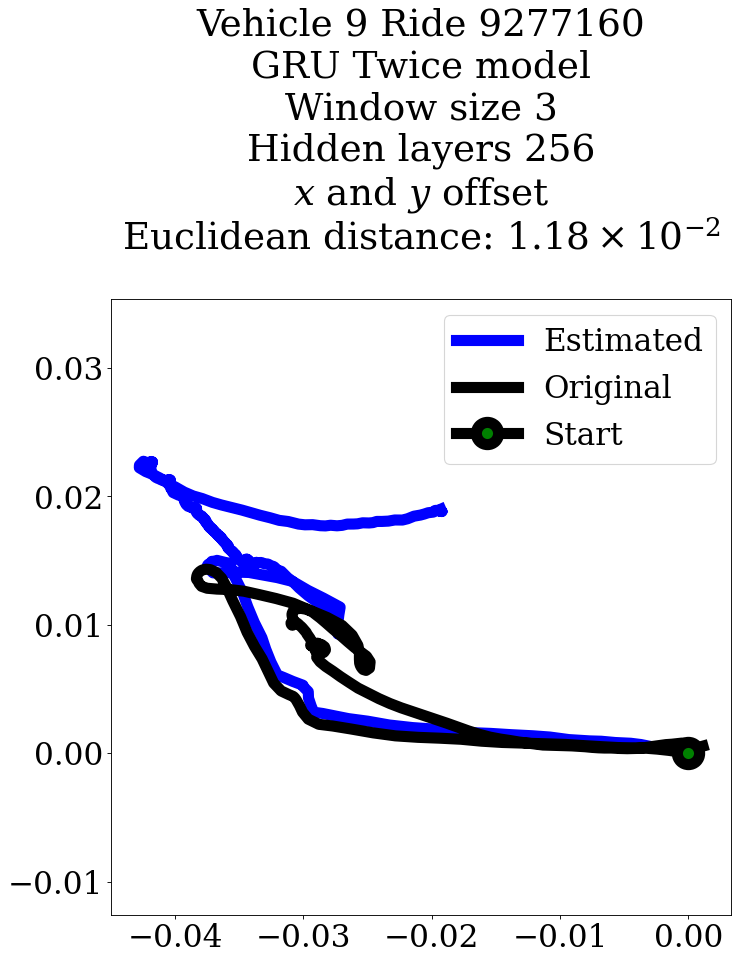 Vehicle 9 Ride 9277160
GRU Twice model
Window size 3
Hidden layers 256
x and y offset
Euclidean distance: 1.18 × 10⁻²
Estimated
Original
Start
0.03
0.02
0.01
0.00
−0.01
−0.04 −0.03 −0.02 −0.01 0.00